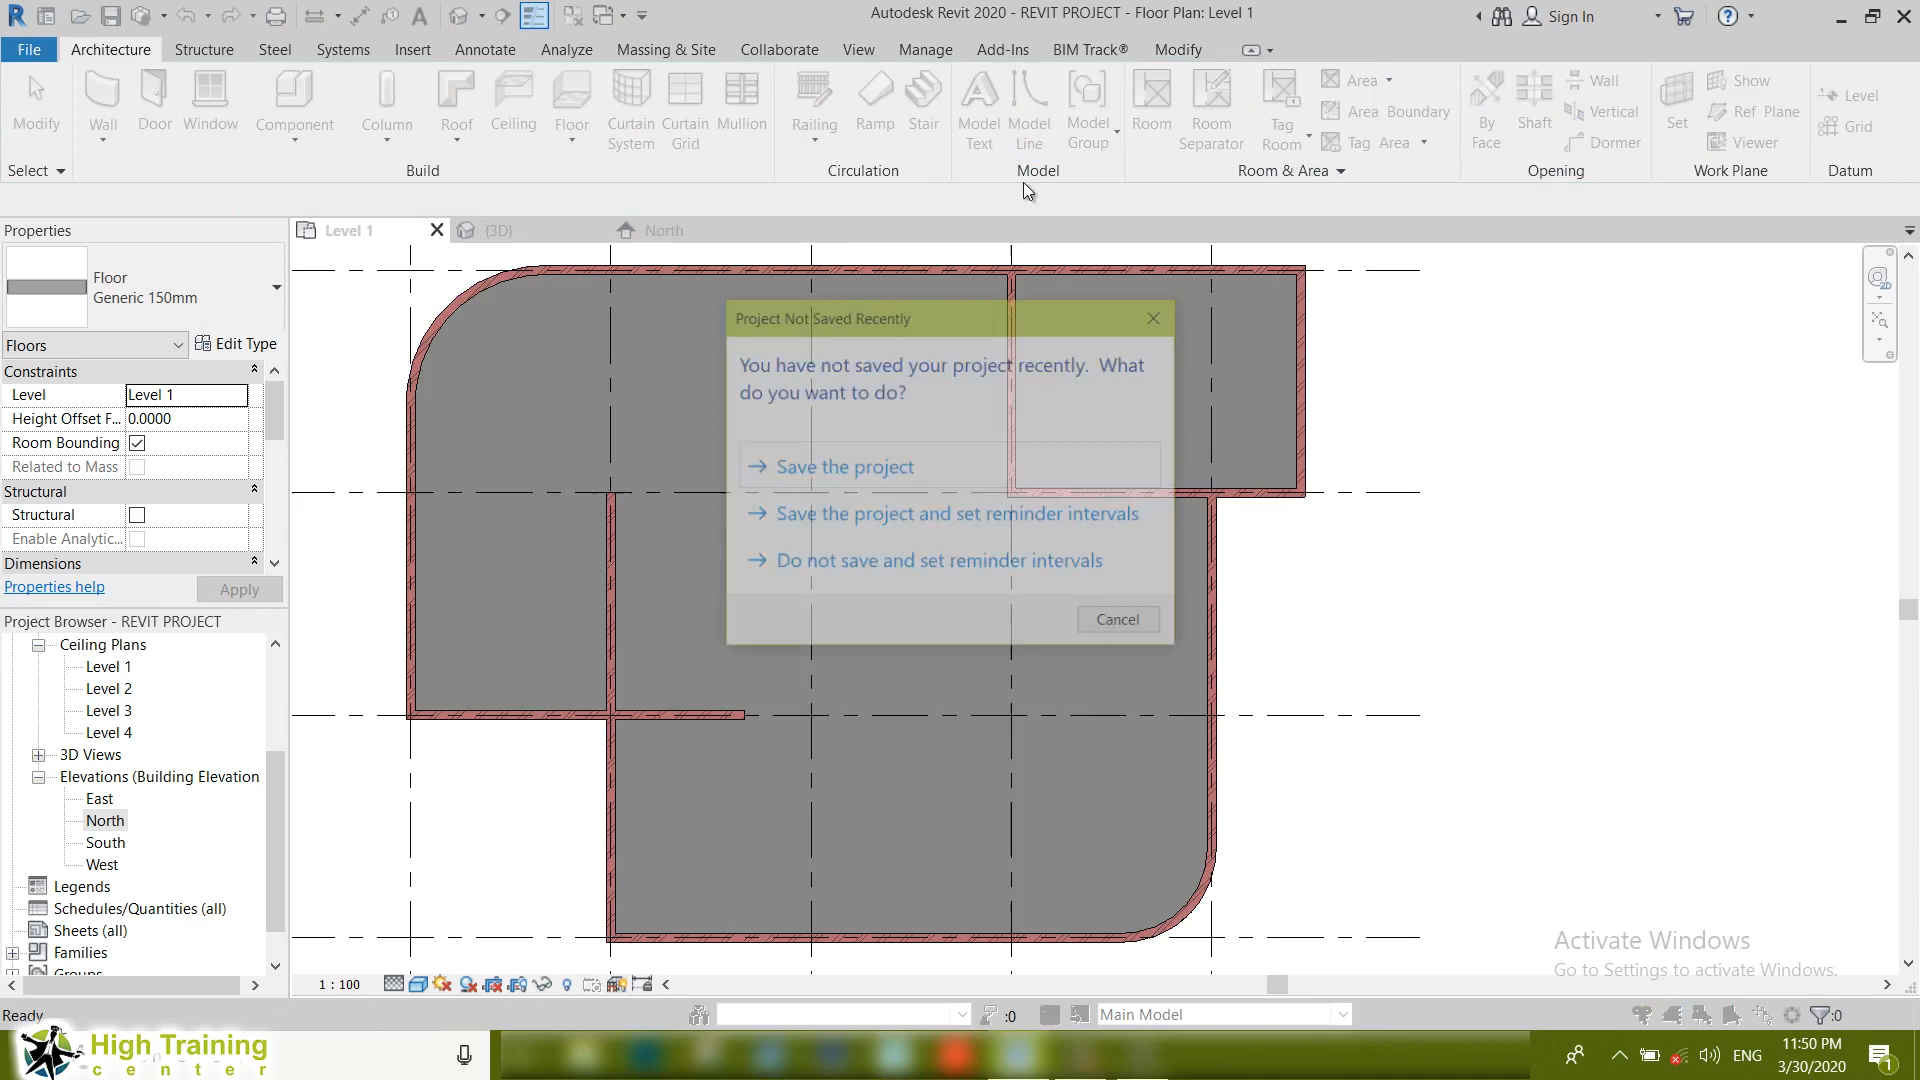 Autodesk Revit 2020 - REVIT PROJECT - Floor Plan: Level 1
Sign In
File Architecture Structure Steel Systems Insert Annotate Analyze Massing & Site Collaborate View Manage Add-Ins BIM Track® Modify
Modify Wall Door Window Component Column Roof Ceiling Floor Curtain System Curtain Grid Mullion Railing Ramp Stair Model Text Model Line Model Group Room Room Separator Tag Room
Area
Area Boundary
Tag Area
By Face Shaft
Wall
Vertical
Dormer
Set
Show
Ref Plane
Viewer
Level
Grid
Select Build Circulation Model Room & Area Opening Work Plane Datum
Properties
Level 1 {3D} North
Floor
Generic 150mm
Floors Edit Type
Constraints
Level Level 1
Height Offset F... 0.0000
Room Bounding
Related to Mass
Structural
Structural
Enable Analytic...
Dimensions
Properties help Apply
Project Browser - REVIT PROJECT
Ceiling Plans
Level 1
Level 2
Level 3
Level 4
3D Views
Elevations (Building Elevation
East
North
South
West
Legends
Schedules/Quantities (all)
Sheets (all)
Families
Groups
Project Not Saved Recently
You have not saved your project recently. What
do you want to do?
Save the project
Save the project and set reminder intervals
Do not save and set reminder intervals
Cancel
2D
Activate Windows
Go to Settings to activate Windows.
1 : 100
Ready
:0
Main Model
:0
High Training
center
ENG
11:50 PM
3/30/2020
1